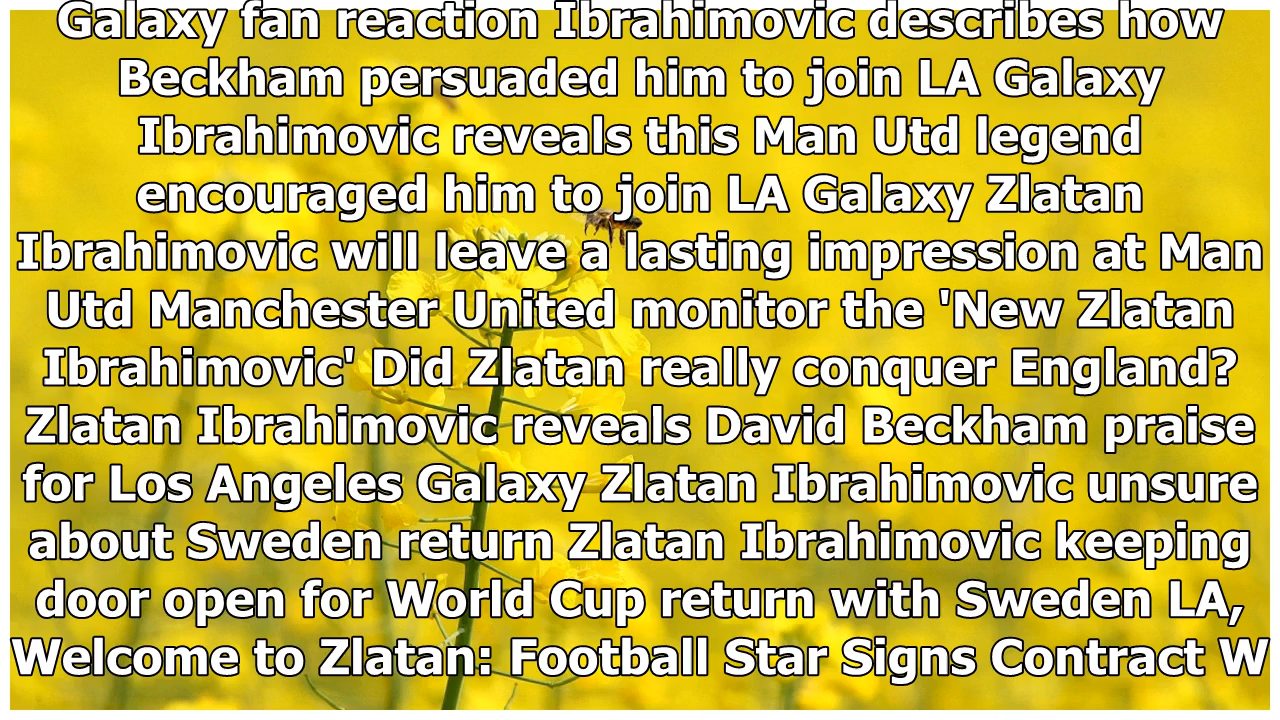 Galaxy fan reaction Ibrahimovic describes how
Beckham persuaded him to join LA Galaxy
Ibrahimovic reveals this Man Utd legend
encouraged him to join LA Galaxy Zlatan
Ibrahimovic will leave a lasting impression at Man
Utd Manchester United monitor the 'New Zlatan
Ibrahimovic' Did Zlatan really conquer England?
Zlatan Ibrahimovic reveals David Beckham praise
for Los Angeles Galaxy Zlatan Ibrahimovic unsure
about Sweden return Zlatan Ibrahimovic keeping
door open for World Cup return with Sweden LA,
Welcome to Zlatan: Football Star Signs Contract W